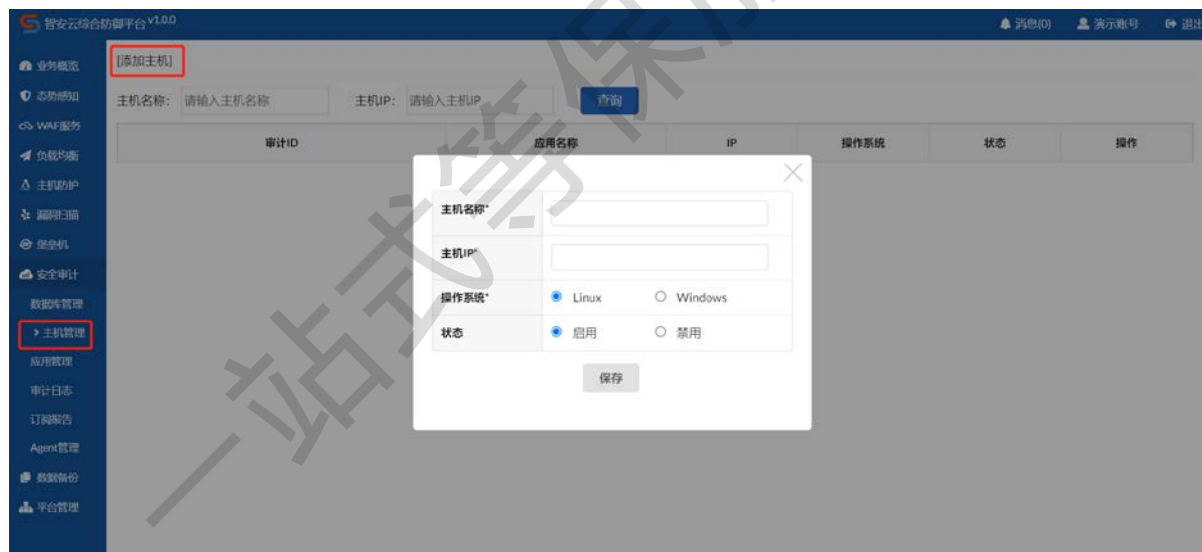 智安云综合防御平台 V1.0.0
消息(0) 演示账号 退出
业务概览
态势感知
WAF服务
负载均衡
主机防护
漏洞扫描
堡垒机
安全审计
数据库管理
主机管理
应用管理
审计日志
订阅报告
Agent管理
数据备份
平台管理
[添加主机]
主机名称: 请输入主机名称 主机IP: 请输入主机IP 查询
审计ID 应用名称 IP 操作系统 状态 操作
主机名称*
主机IP*
操作系统* Linux Windows
状态 启用 禁用
保存
一站式等保